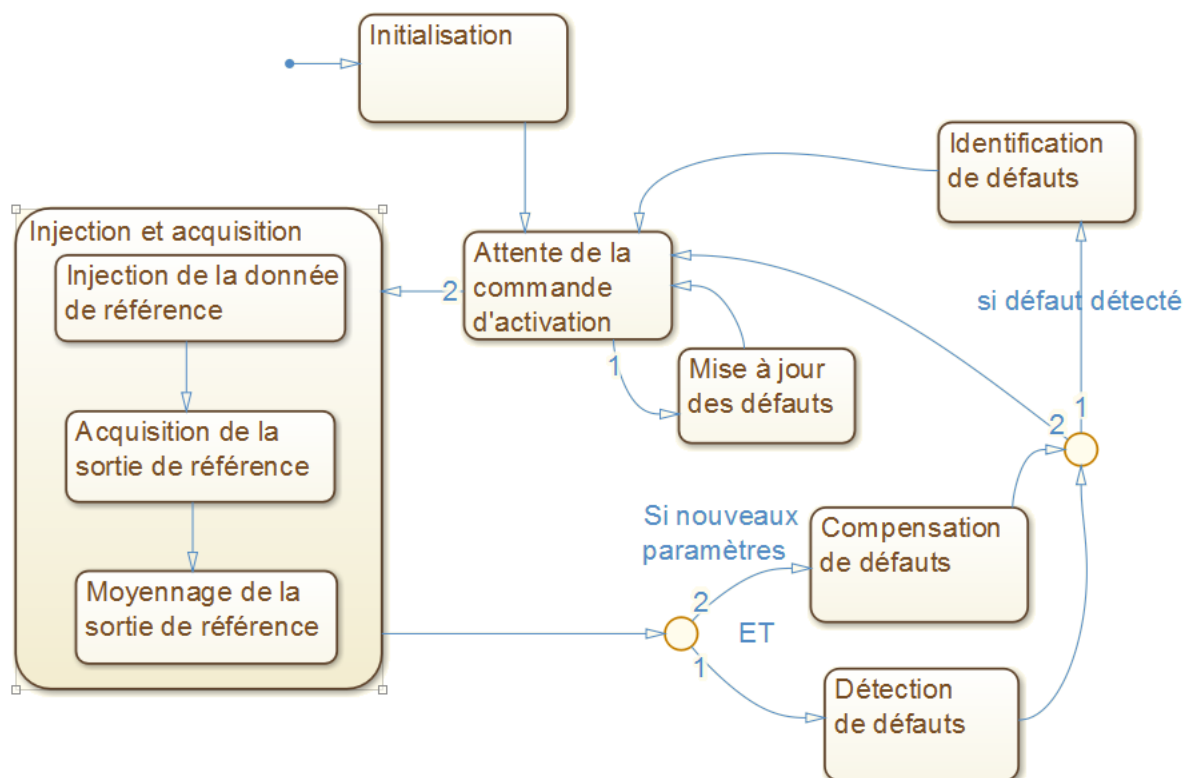 Initialisation
Identification
de défauts
Injection et acquisition
Injection de la donnée
de référence
Acquisition de la
sortie de référence
Moyennage de la
sortie de référence
2
Attente de la
commande
d'activation
1
Mise à jour
des défauts
si défaut détecté
1
2
Si nouveaux
paramètres
Compensation
de défauts
2
ET
1
Détection
de défauts